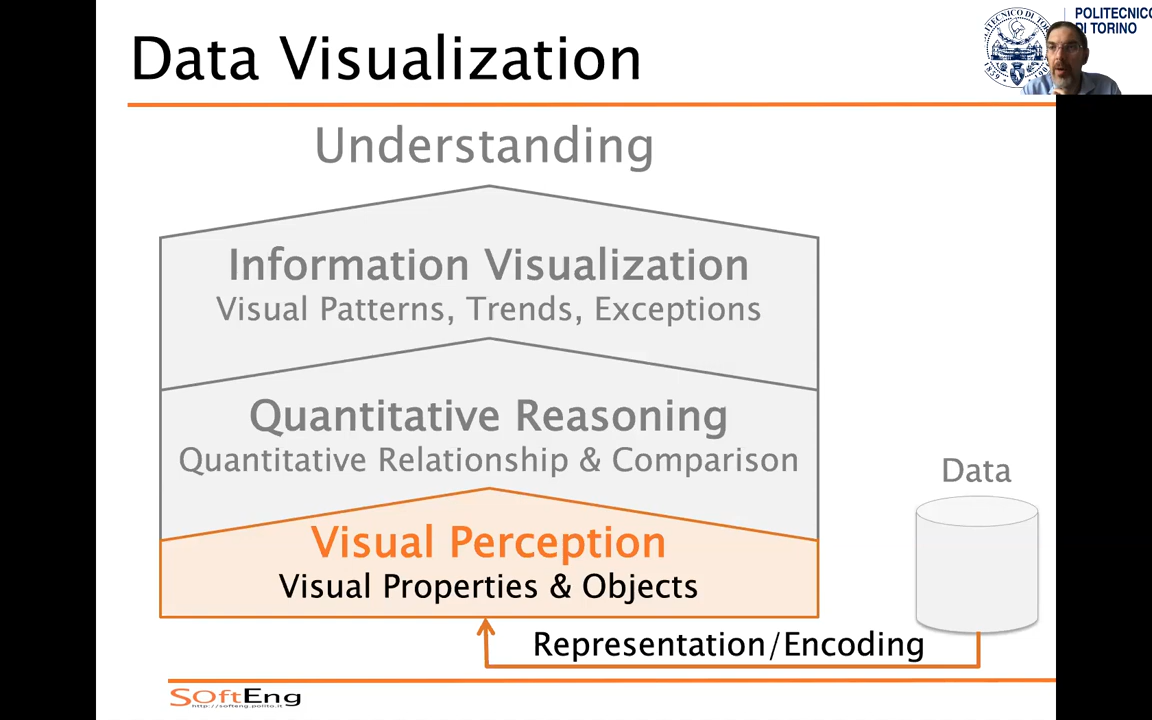 Data Visualization
POLITECNICO
DI TORINO
Understanding
Information Visualization
Visual Patterns, Trends, Exceptions
Quantitative Reasoning
Quantitative Relationship & Comparison
Data
Visual Perception
Visual Properties & Objects
Representation/Encoding
SOftEng
http://softeng.polito.it